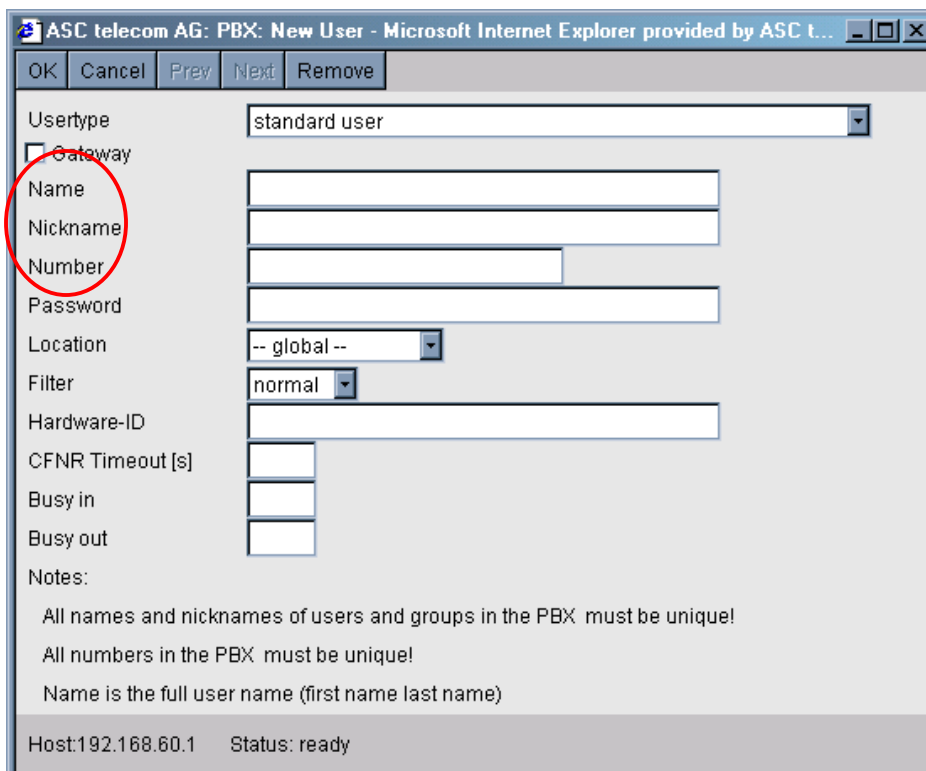 ASC telecom AG: PBX: New User - Microsoft Internet Explorer provided by ASC t...
OK Cancel Prev Next Remove
Usertype standard user
Gateway
Name
Nickname
Number
Password
Location -- global --
Filter normal
Hardware-ID
CFNR Timeout [s]
Busy in
Busy out
Notes:
All names and nicknames of users and groups in the PBX must be unique!
All numbers in the PBX must be unique!
Name is the full user name (first name last name)
Host:192.168.60.1 Status: ready